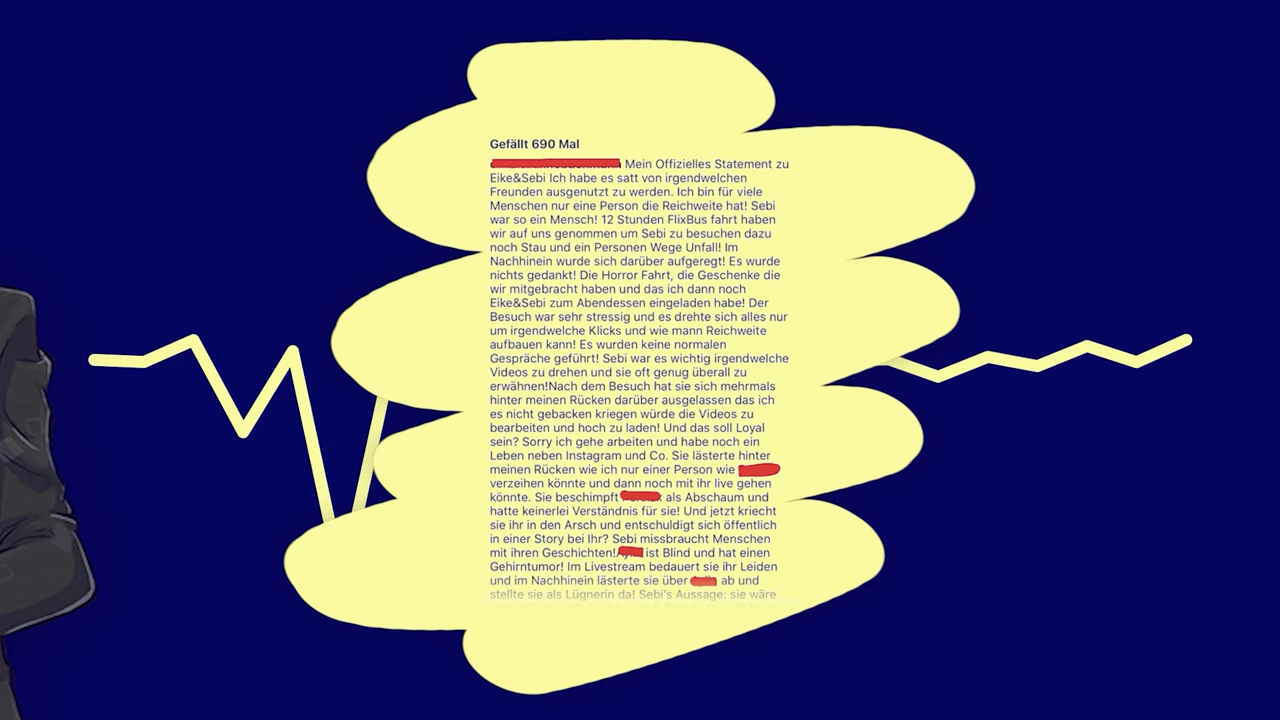 Gefällt 690 Mal
Mein Offizielles Statement zu
Eike&Sebi Ich habe es satt von irgendwelchen
Freunden ausgenutzt zu werden. Ich bin für viele
Menschen nur eine Person die Reichweite hat! Sebi
war so ein Mensch! 12 Stunden FlixBus fahrt haben
wir auf uns genommen um Sebi zu besuchen dazu
noch Stau und ein Personen Wege Unfall! Im
Nachhinein wurde sich darüber aufgeregt! Es wurde
nichts gedankt! Die Horror Fahrt, die Geschenke die
wir mitgebracht haben und das ich dann noch
Eike&Sebi zum Abendessen eingeladen habe! Der
Besuch war sehr stressig und es drehte sich alles nur
um irgendwelche Klicks und wie mann Reichweite
aufbauen kann! Es wurden keine normalen
Gespräche geführt! Sebi war es wichtig irgendwelche
Videos zu drehen und sie oft genug überall zu
erwähnen!Nach dem Besuch hat sie sich mehrmals
hinter meinen Rücken darüber ausgelassen das ich
es nicht gebacken kriegen würde die Videos zu
bearbeiten und hoch zu laden! Und das soll Loyal
sein? Sorry ich gehe arbeiten und habe noch ein
Leben neben Instagram und Co. Sie lästerte hinter
meinen Rücken wie ich nur einer Person wie
verzeihen könnte und dann noch mit ihr live gehen
könnte. Sie beschimpft als Abschaum und
hatte keinerlei Verständnis für sie! Und jetzt kriecht
sie ihr in den Arsch und entschuldigt sich öffentlich
in einer Story bei Ihr? Sebi missbraucht Menschen
mit ihren Geschichten! ist Blind und hat einen
Gehirntumor! Im Livestream bedauert sie ihr Leiden
und im Nachhinein lästerte sie über ab und
stellte sie als Lügnerin da! Sebi's Aussage: sie wäre